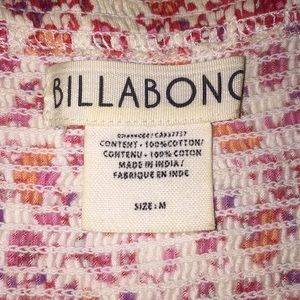 BILLABONG
CONTENT - 100%COTTON/
CONTENU - 100% COTON
MADE IN INDIA/
FABRIQUE EN INDE
SIZE: M